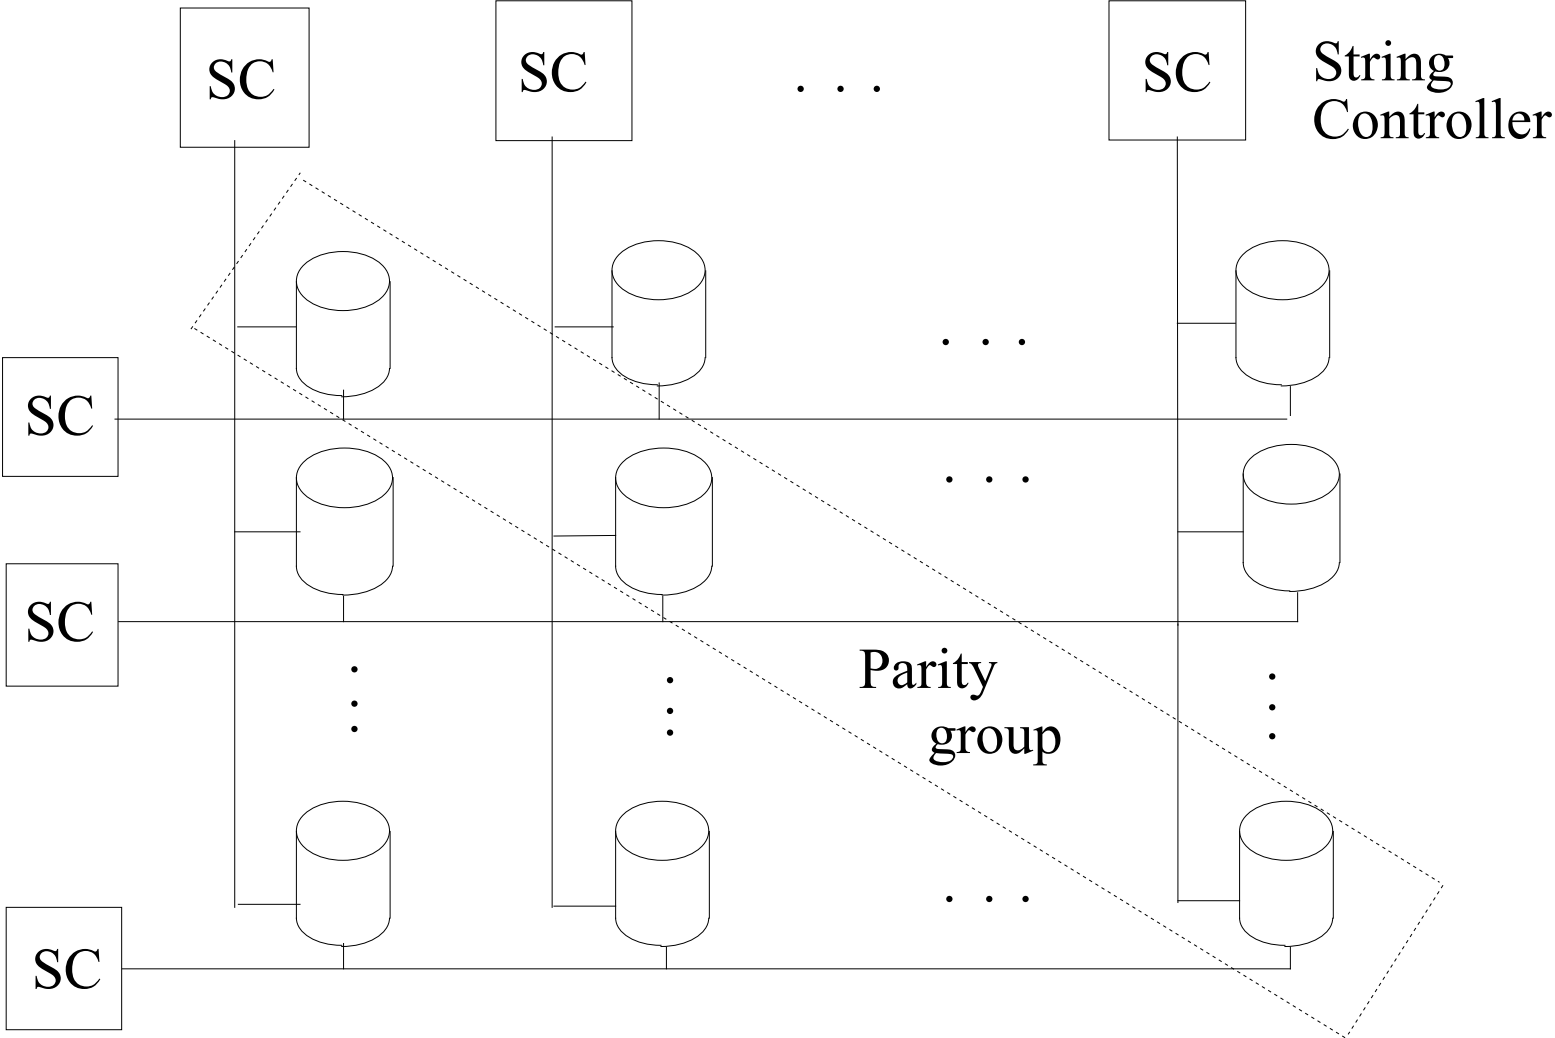 SC
SC
. . .
SC
String
Controller
. . .
SC
. . .
SC
Parity
group
. . .
SC